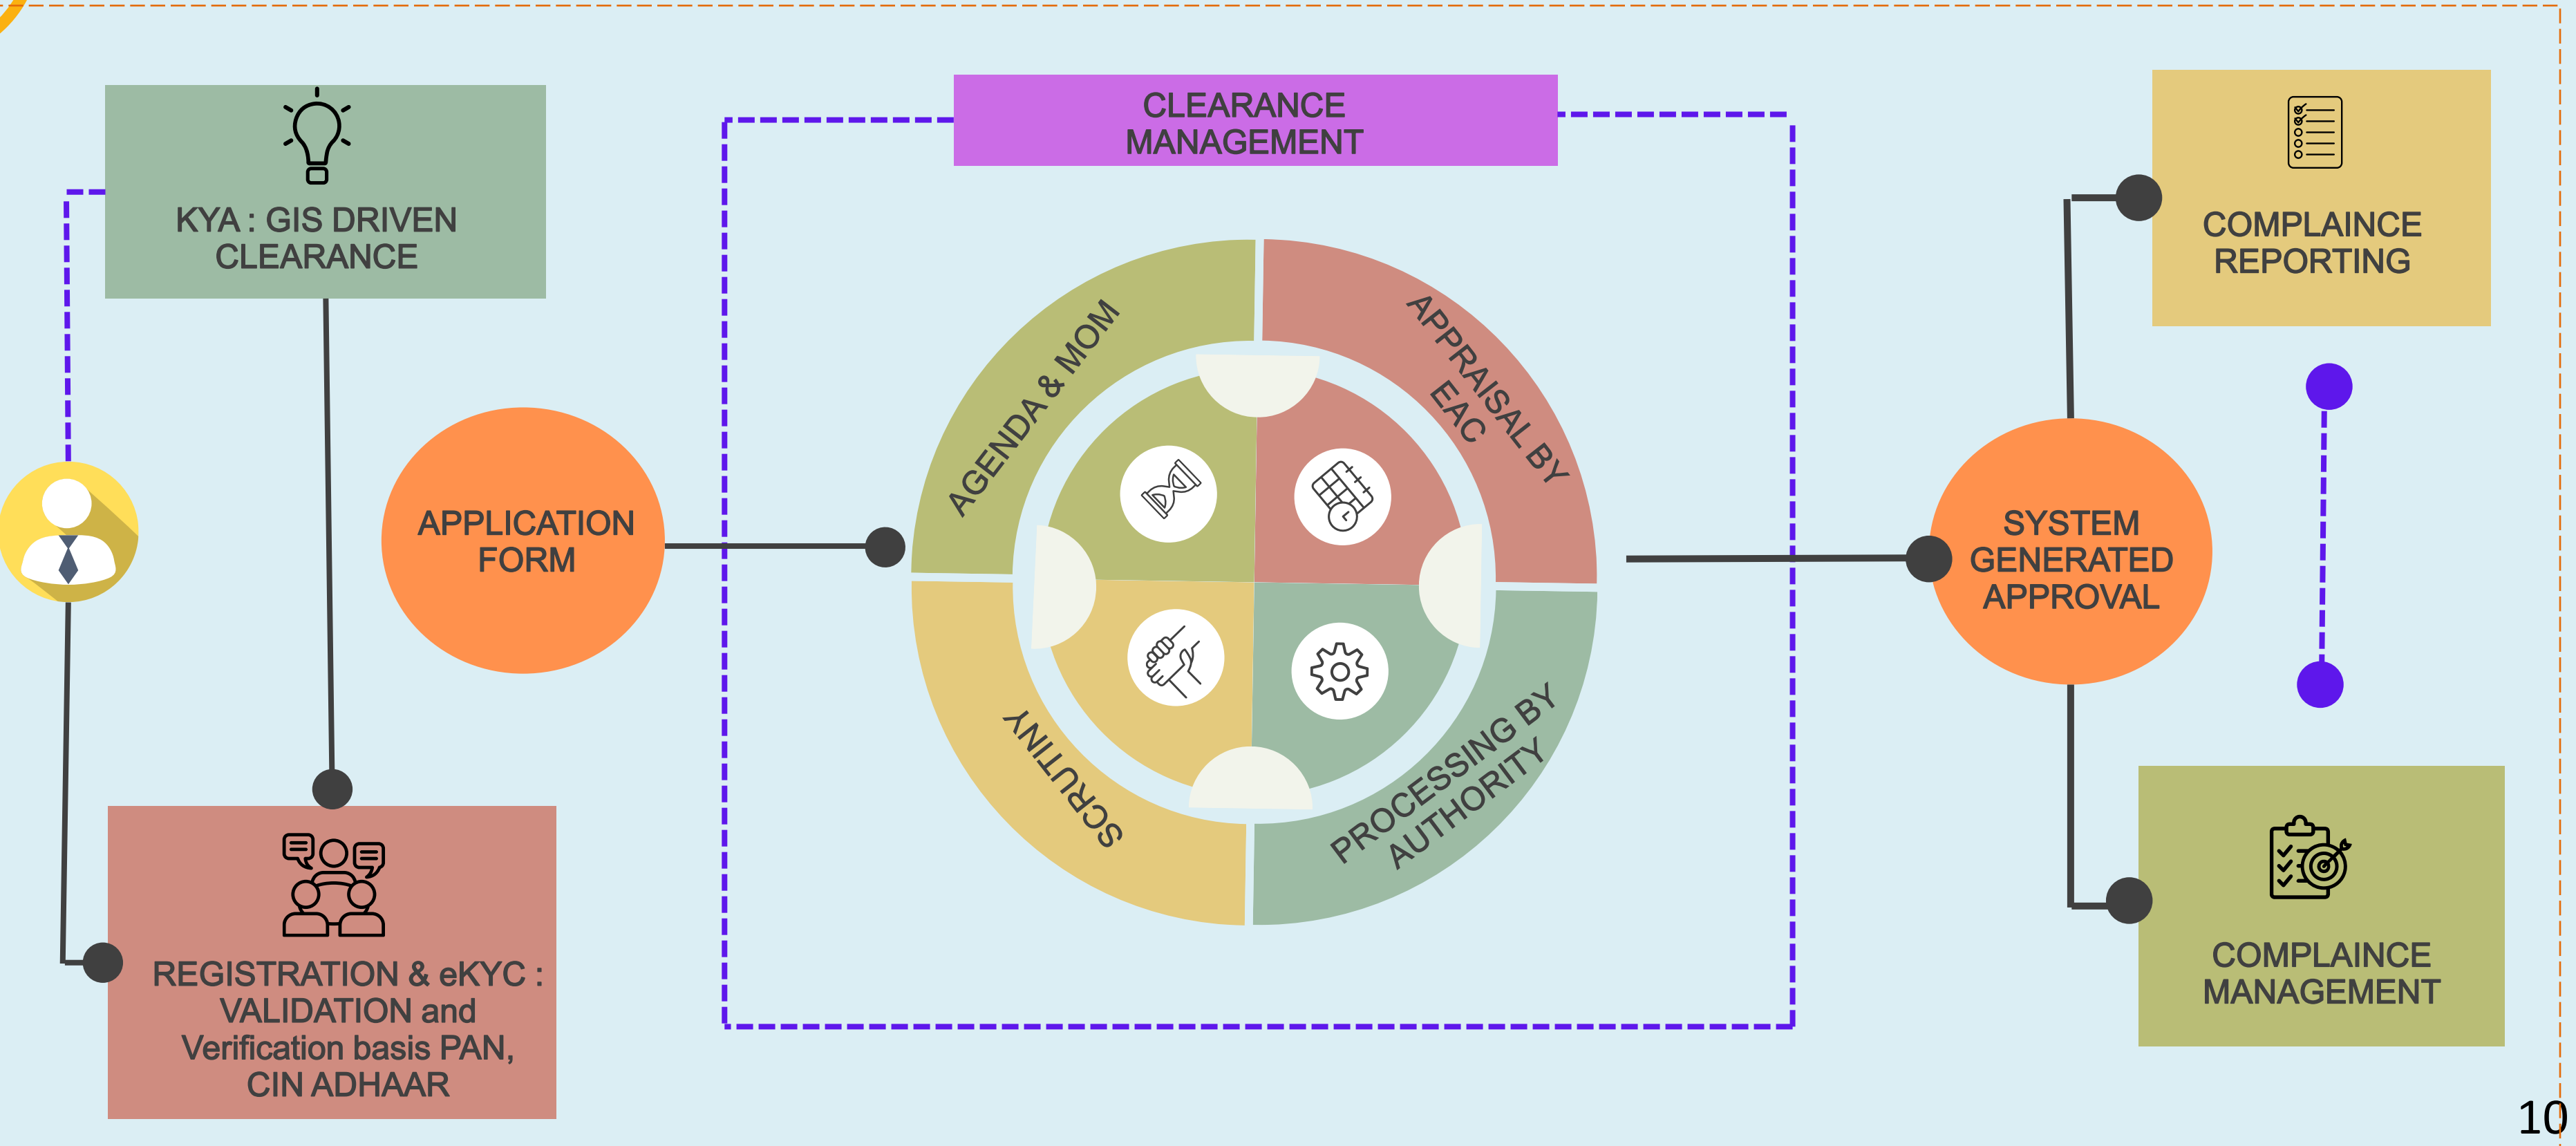 KYA : GIS DRIVEN
CLEARANCE
REGISTRATION & eKYC :
VALIDATION and
Verification basis PAN,
CIN ADHAAR
APPLICATION
FORM
CLEARANCE
MANAGEMENT
AGENDA & MOM
APPRAISAL BY
EAC
SCRUTINY
PROCESSING BY
AUTHORITY
SYSTEM
GENERATED
APPROVAL
COMPLAINCE
REPORTING
COMPLAINCE
MANAGEMENT
10